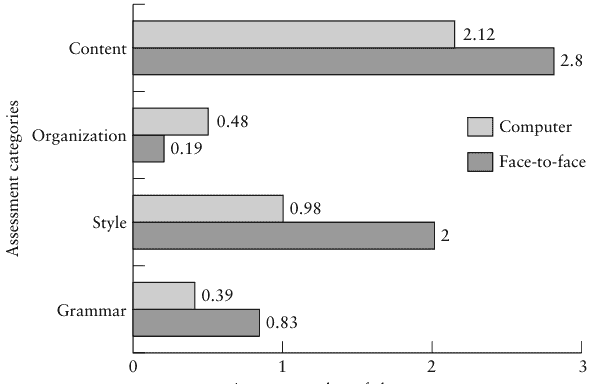 Assessment categories
Content
2.12
2.8
Organization
0.48
0.19
Style
0.98
2
Grammar
0.39
0.83
Computer
Face-to-face
0 1 2 3